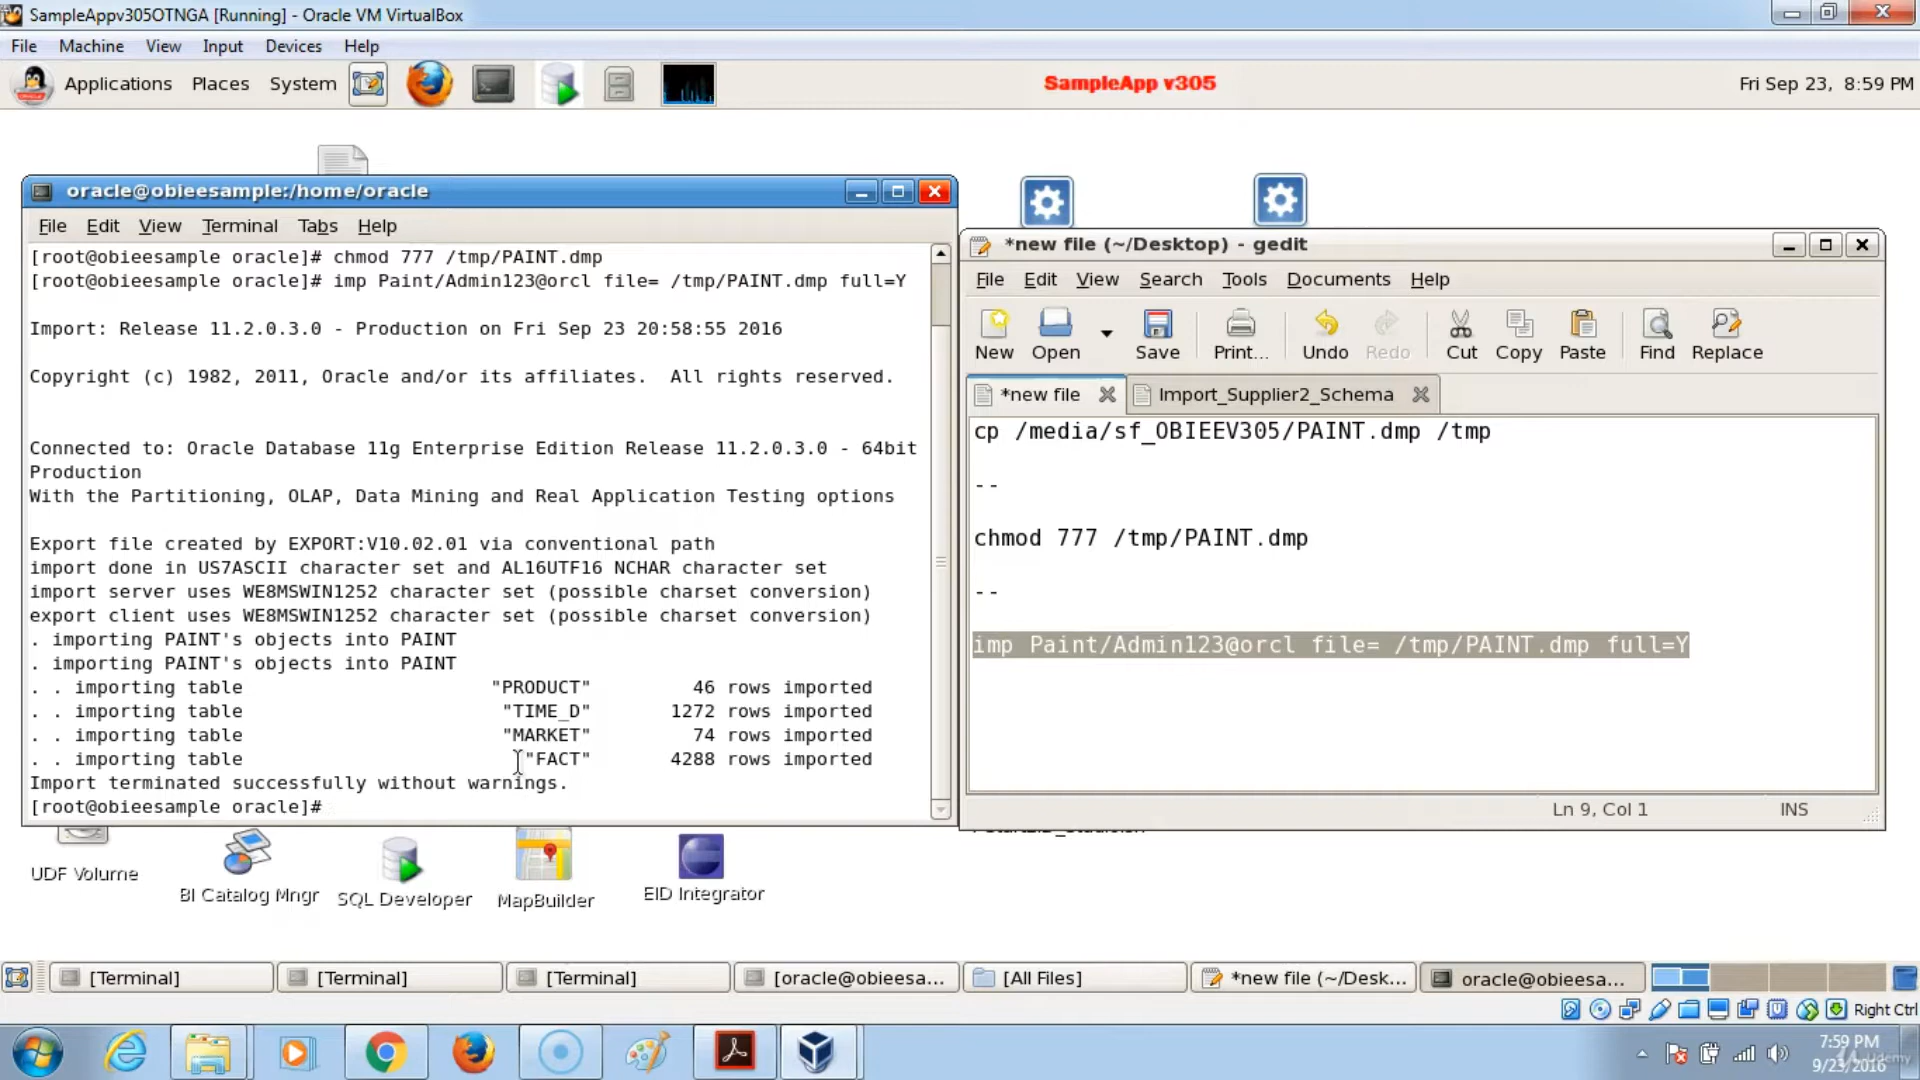 SampleAppv305OTNGA [Running] - Oracle VM VirtualBox
File Machine View Input Devices Help
Applications Places System
SampleApp v305
Fri Sep 23, 8:59 PM
oracle@obieesample:/home/oracle
File Edit View Terminal Tabs Help
[root@obieesample oracle]# chmod 777 /tmp/PAINT.dmp
[root@obieesample oracle]# imp Paint/Admin123@orcl file= /tmp/PAINT.dmp full=Y
Import: Release 11.2.0.3.0 - Production on Fri Sep 23 20:58:55 2016
Copyright (c) 1982, 2011, Oracle and/or its affiliates.  All rights reserved.
Connected to: Oracle Database 11g Enterprise Edition Release 11.2.0.3.0 - 64bit
Production
With the Partitioning, OLAP, Data Mining and Real Application Testing options
Export file created by EXPORT:V10.02.01 via conventional path
import done in US7ASCII character set and AL16UTF16 NCHAR character set
import server uses WE8MSWIN1252 character set (possible charset conversion)
export client uses WE8MSWIN1252 character set (possible charset conversion)
. importing PAINT's objects into PAINT
. importing PAINT's objects into PAINT
. . importing table "PRODUCT" 46 rows imported
. . importing table "TIME_D" 1272 rows imported
. . importing table "MARKET" 74 rows imported
. . importing table "FACT" 4288 rows imported
Import terminated successfully without warnings.
[root@obieesample oracle]#
*new file (~/Desktop) - gedit
File Edit View Search Tools Documents Help
New Open Save Print... Undo Redo Cut Copy Paste Find Replace
*new file Import_Supplier2_Schema
cp /media/sf_OBIEEV305/PAINT.dmp /tmp
--
chmod 777 /tmp/PAINT.dmp
--
imp Paint/Admin123@orcl file= /tmp/PAINT.dmp full=Y
Ln 9, Col 1 INS
UDF Volume
BI Catalog Mngr
SQL Developer
MapBuilder
EID Integrator
[Terminal] [Terminal] [Terminal] [oracle@obieesa... [All Files] *new file (~/Desk... oracle@obieesa...
Right Ctrl
7:59 PM
9/23/2016
Udemy